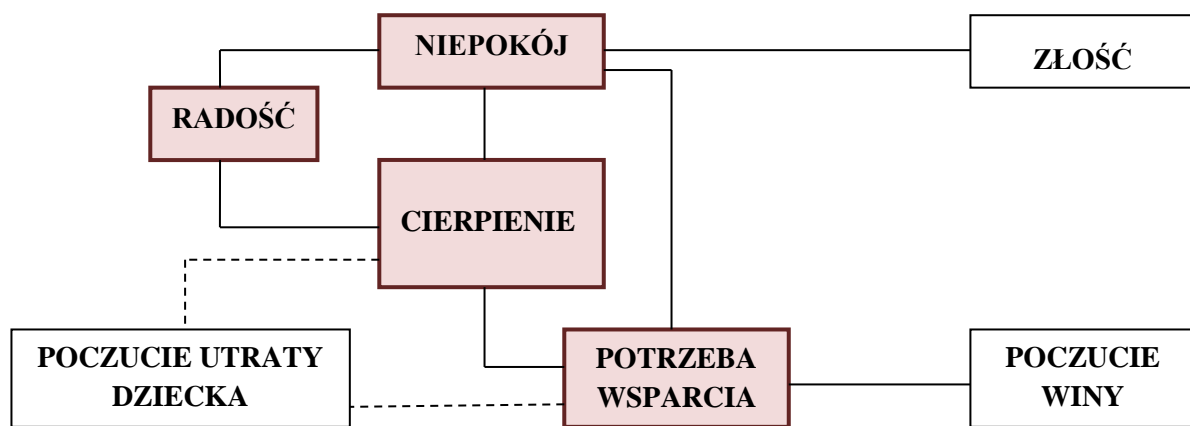 NIEPOKÓJ
ZŁOŚĆ
RADOŚĆ
CIERPIENIE
POCZUCIE UTRATY
DZIECKA
POTRZEBA
WSPARCIA
POCZUCIE
WINY